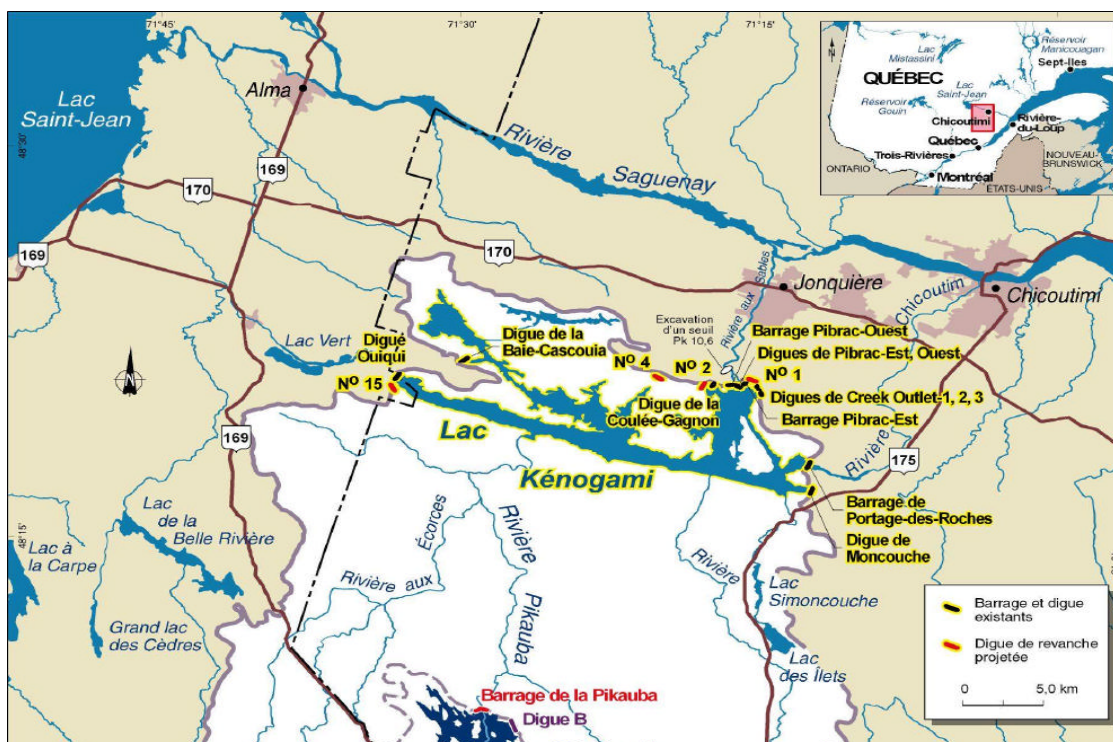 71°45'
71°30'
71°15'
48°30'
48°15'
Lac
Saint-Jean
Alma
169
170
169
Rivière
Saguenay
170
Lac Vert
Digue
Ouiqui
Nº 15
Digue de la
Baie-Cascouia
Nº 4
Nº 2
Excavation
d'un seuil
Pk 10,6
Rivière aux Sables
Jonquière
Chicoutim
Chicoutimi
Barrage Pibrac-Ouest
Digues de Pibrac-Est, Ouest
Nº 1
Digues de Creek Outlet-1, 2, 3
Barrage Pibrac-Est
Digue de la
Coulée-Gagnon
Lac
Kénogami
169
Rivière
175
Barrage de
Portage-des-Roches
Digue de
Moncouche
Lac
de la
Belle Rivière
Lac à
la Carpe
Grand lac
des Cèdres
Rivière aux
Écorces
Rivière
Pikauba
Rivière
Lac
Simoncouche
Lac
des Îlets
Barrage de la Pikauba
Digue B
N
Lac
Mistassini
Réservoir
Manicouagan
Sept-Iles
QUÉBEC
Lac
Saint-Jean
Réservoir
Gouin
Chicoutimi
Rivière-
du-Loup
Québec
Trois-Rivières
Montréal
ONTARIO
NOUVEAU-
BRUNSWICK
ÉTATS-UNIS
Barrage et digue
existants
Digue de revanche
projetée
0
5,0 km